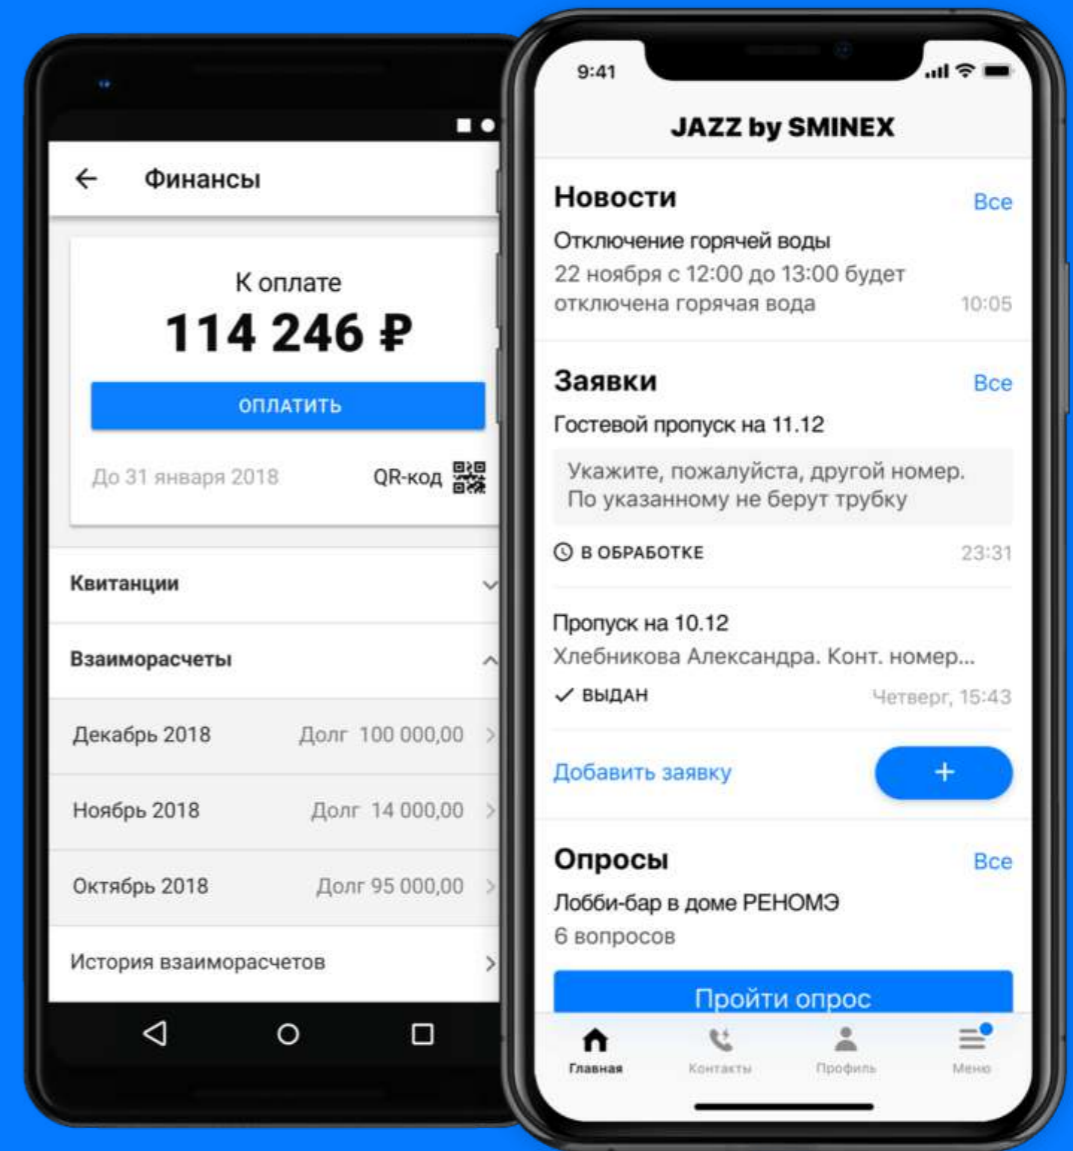 Финансы
К оплате
114 246 ₽
ОПЛАТИТЬ
До 31 января 2018
QR-код
Квитанции
Взаиморасчеты
Декабрь 2018 Долг 100 000,00
Ноябрь 2018 Долг 14 000,00
Октябрь 2018 Долг 95 000,00
История взаиморасчетов
9:41
JAZZ by SMINEX
Новости Все
Отключение горячей воды
22 ноября с 12:00 до 13:00 будет
отключена горячая вода 10:05
Заявки Все
Гостевой пропуск на 11.12
Укажите, пожалуйста, другой номер.
По указанному не берут трубку
В ОБРАБОТКЕ 23:31
Пропуск на 10.12
Хлебникова Александра. Конт. номер...
ВЫДАН Четверг, 15:43
Добавить заявку +
Опросы Все
Лобби-бар в доме РЕНОМЭ
6 вопросов
Пройти опрос
Главная Контакты Профиль Меню